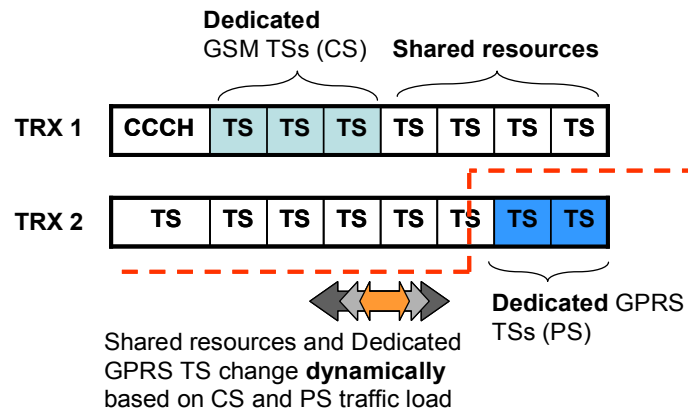 Dedicated
GSM TSs (CS)
Shared resources
TRX 1 CCCH TS TS TS TS TS TS TS
TRX 2 TS TS TS TS TS TS TS TS
Dedicated GPRS
TSs (PS)
Shared resources and Dedicated
GPRS TS change dynamically
based on CS and PS traffic load